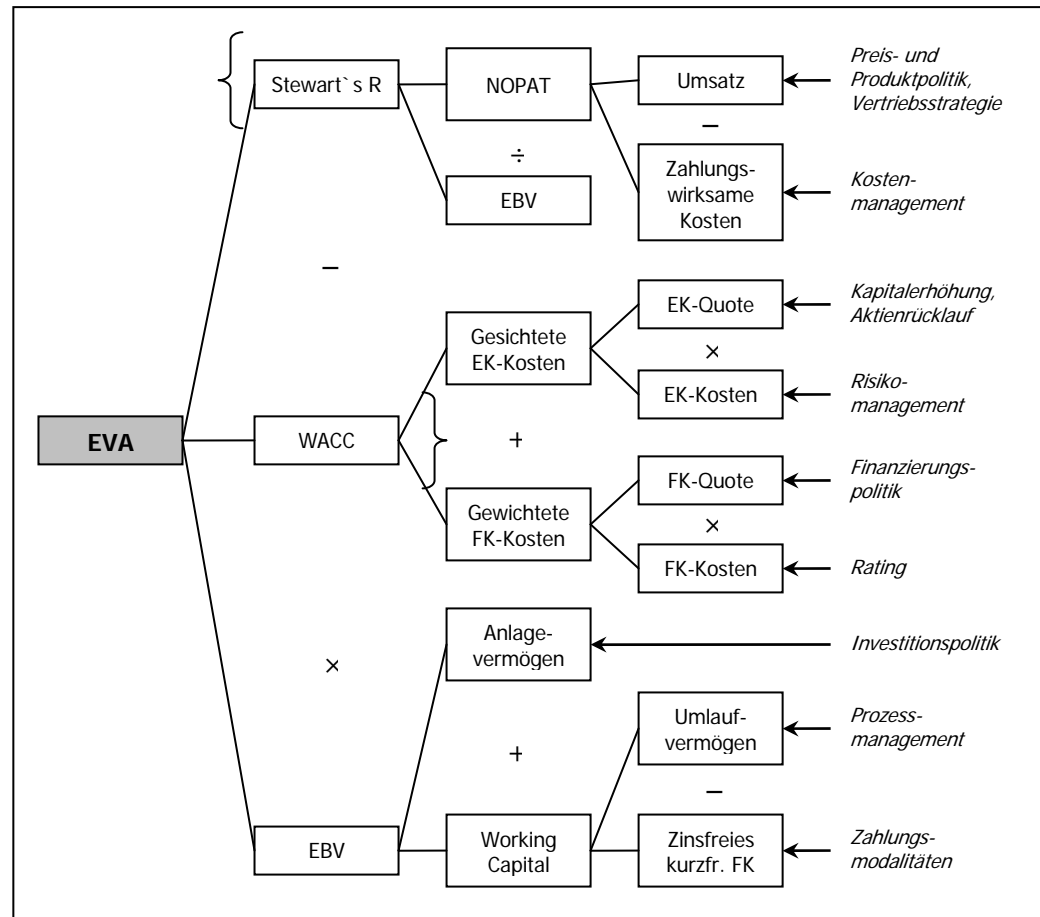 Stewart`s R
NOPAT
Umsatz
Preis- und
Produktpolitik,
Vertriebsstrategie
−
÷
EBV
Zahlungs-
wirksame
Kosten
Kosten-
management
−
EK-Quote
Kapitalerhöhung,
Aktienrücklauf
Gesichtete
EK-Kosten
×
EK-Kosten
Risiko-
management
EVA
WACC
+
FK-Quote
Finanzierungs-
politik
Gewichtete
FK-Kosten
×
FK-Kosten
Rating
Anlage-
vermögen
Investitionspolitik
×
Umlauf-
vermögen
Prozess-
management
+
−
EBV
Working
Capital
Zinsfreies
kurzfr. FK
Zahlungs-
modalitäten